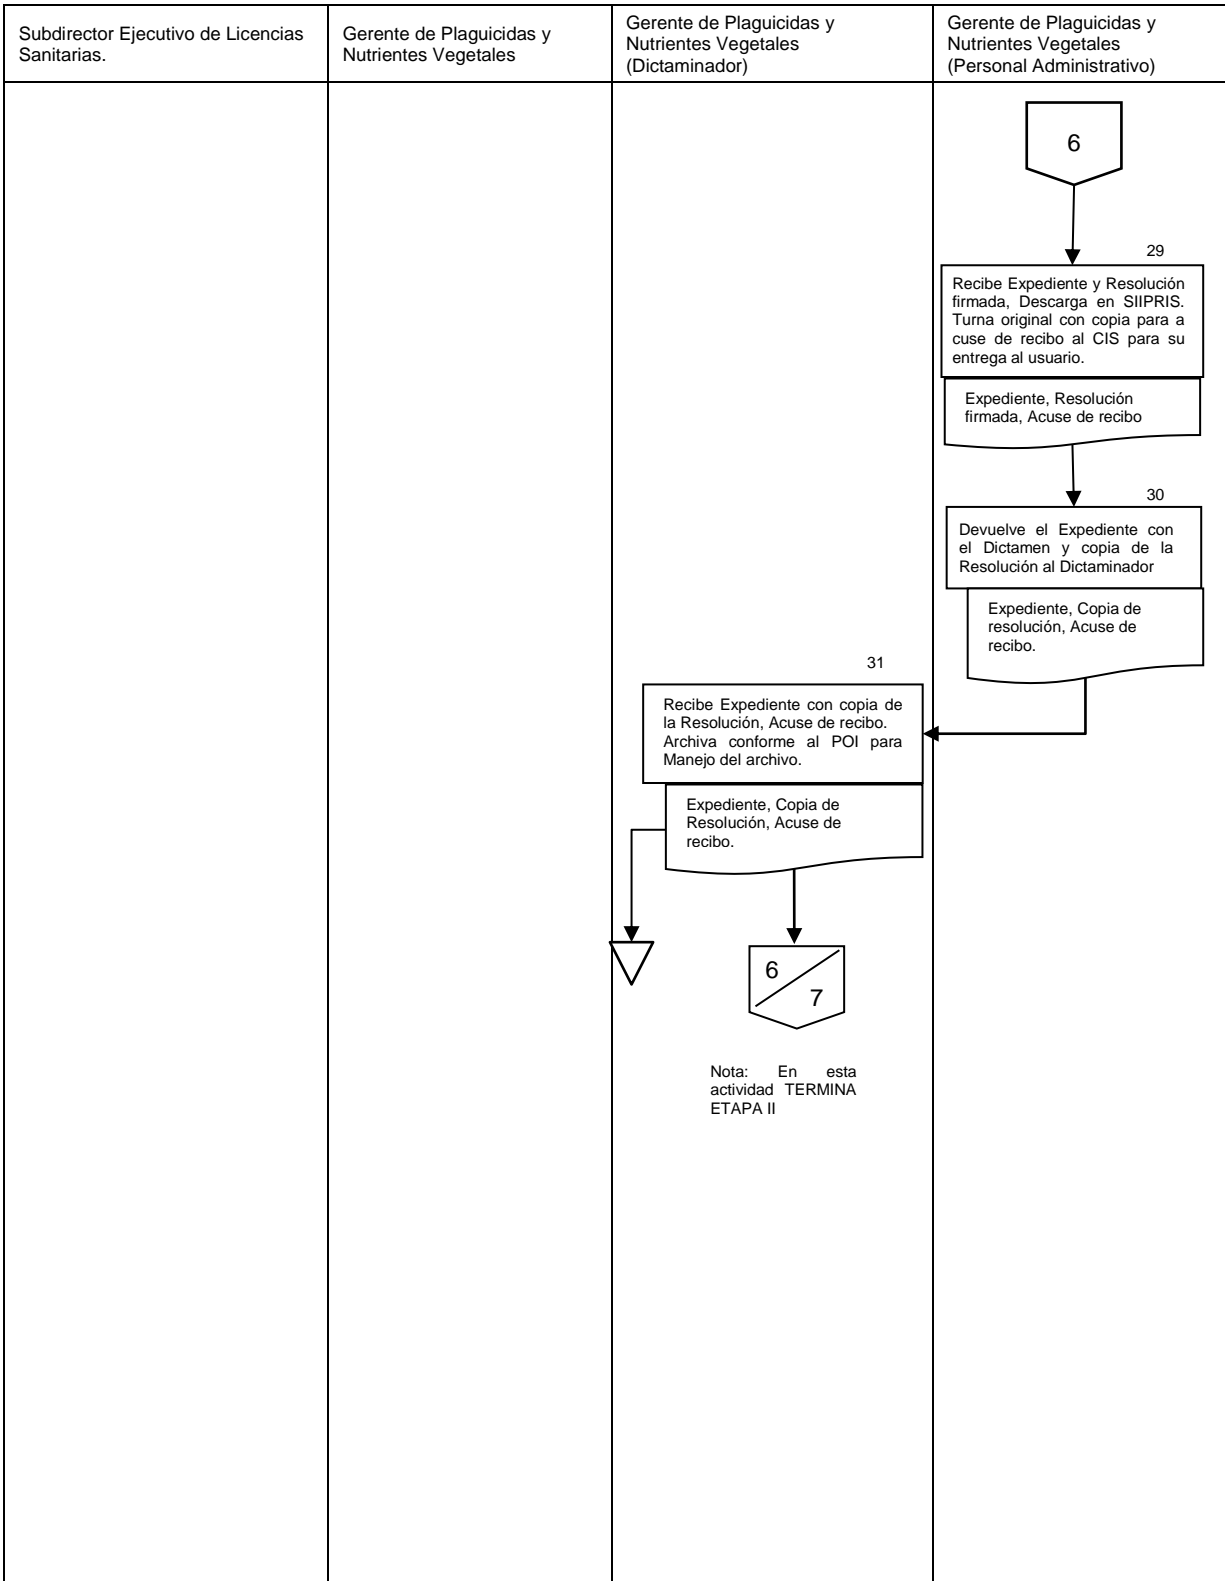 Subdirector Ejecutivo de Licencias
Sanitarias.
Gerente de Plaguicidas y
Nutrientes Vegetales
Gerente de Plaguicidas y
Nutrientes Vegetales
(Dictaminador)
Gerente de Plaguicidas y
Nutrientes Vegetales
(Personal Administrativo)
6
29
Recibe Expediente y Resolución
firmada, Descarga en SIIPRIS.
Turna original con copia para a
cuse de recibo al CIS para su
entrega al usuario.
Expediente, Resolución
firmada, Acuse de recibo
30
Devuelve el Expediente con
el Dictamen y copia de la
Resolución al Dictaminador
Expediente, Copia de
resolución, Acuse de
recibo.
31
Recibe Expediente con copia de
la Resolución, Acuse de recibo.
Archiva conforme al POI para
Manejo del archivo.
Expediente, Copia de
Resolución, Acuse de
recibo.
6
7
Nota: En esta
actividad TERMINA
ETAPA II